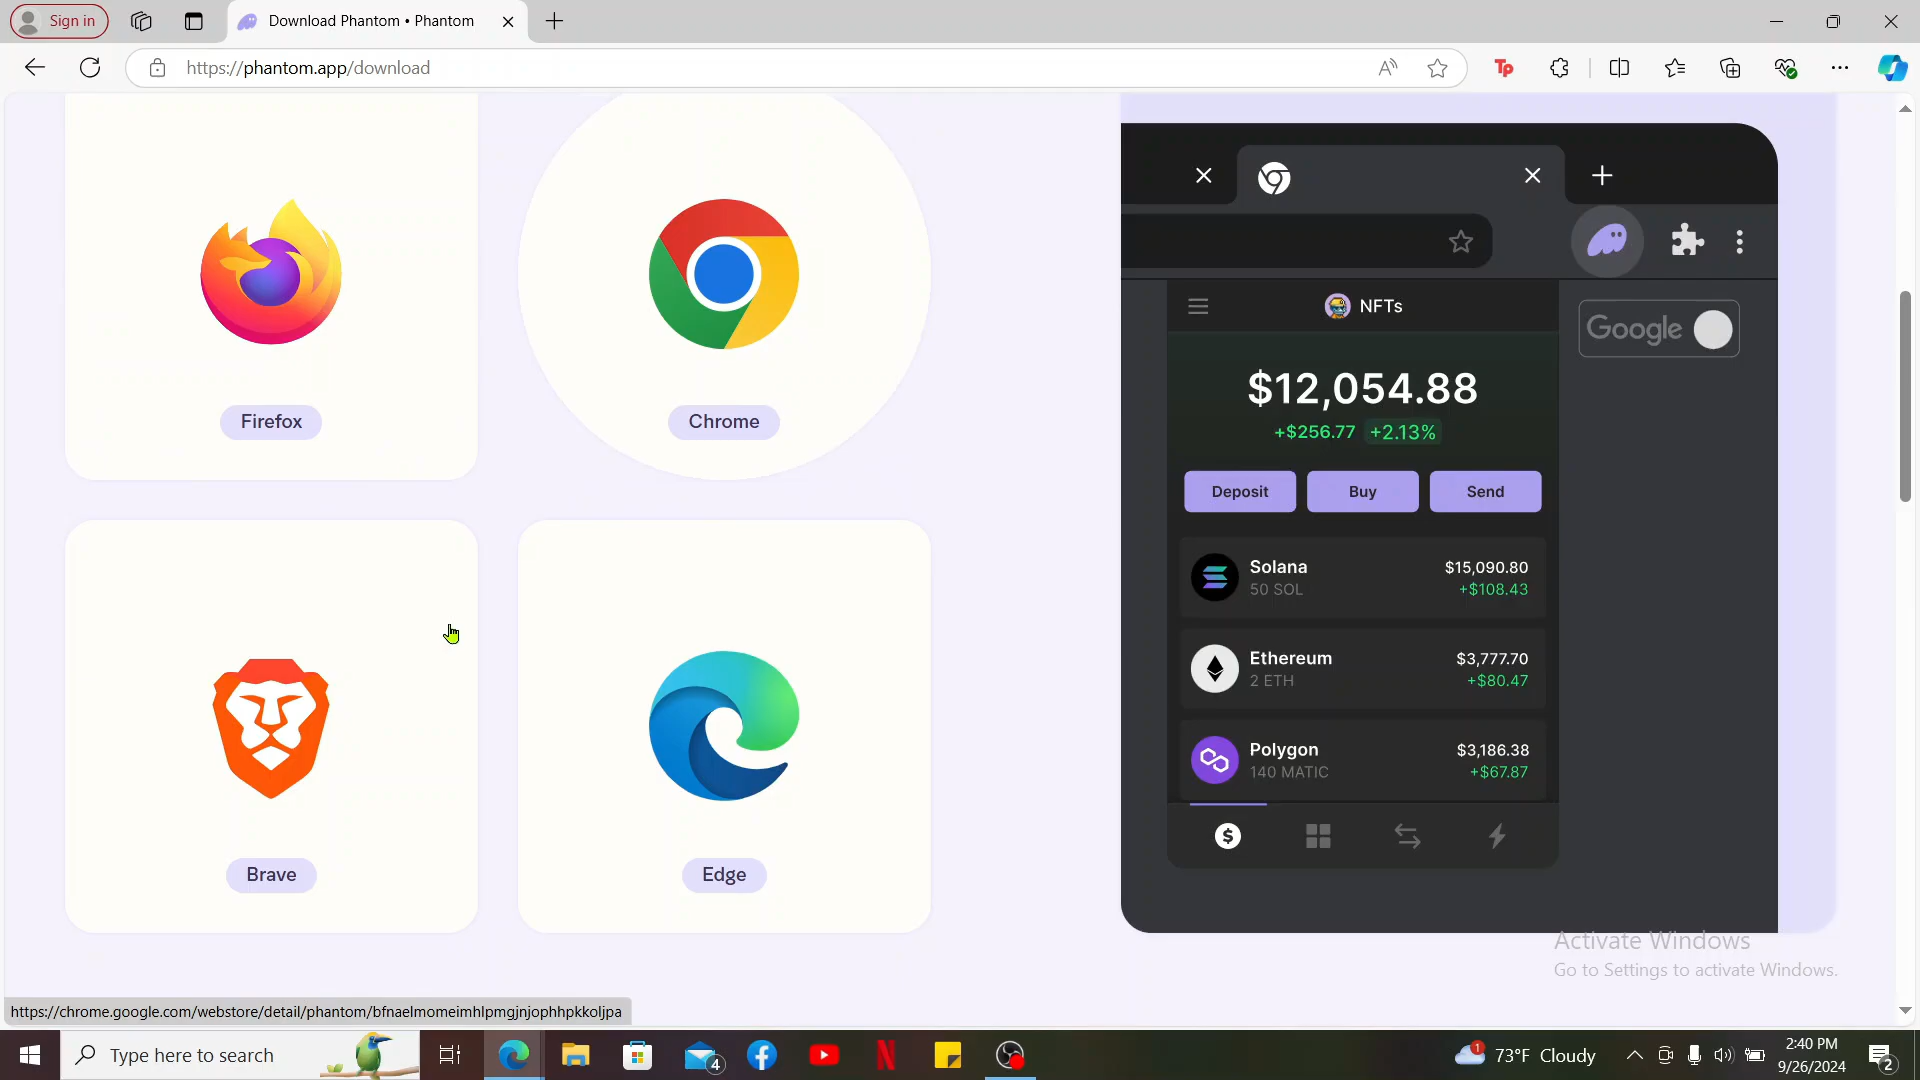 Sign in
Download Phantom • Phantom
https://phantom.app/download
Firefox
Chrome
Brave
Edge
NFTs
Google
$12,054.88
+$256.77 +2.13%
Deposit Buy Send
Solana $15,090.80
50 SOL +$108.43
Ethereum $3,777.70
2 ETH +$80.47
Polygon $3,186.38
140 MATIC +$67.87
Activate Windows
Go to Settings to activate Windows.
https://chrome.google.com/webstore/detail/phantom/bfnaelmomeimhlpmgjnjophhpkkoljpa
Type here to search
4
1
73°F Cloudy
2:40 PM
9/26/2024
2